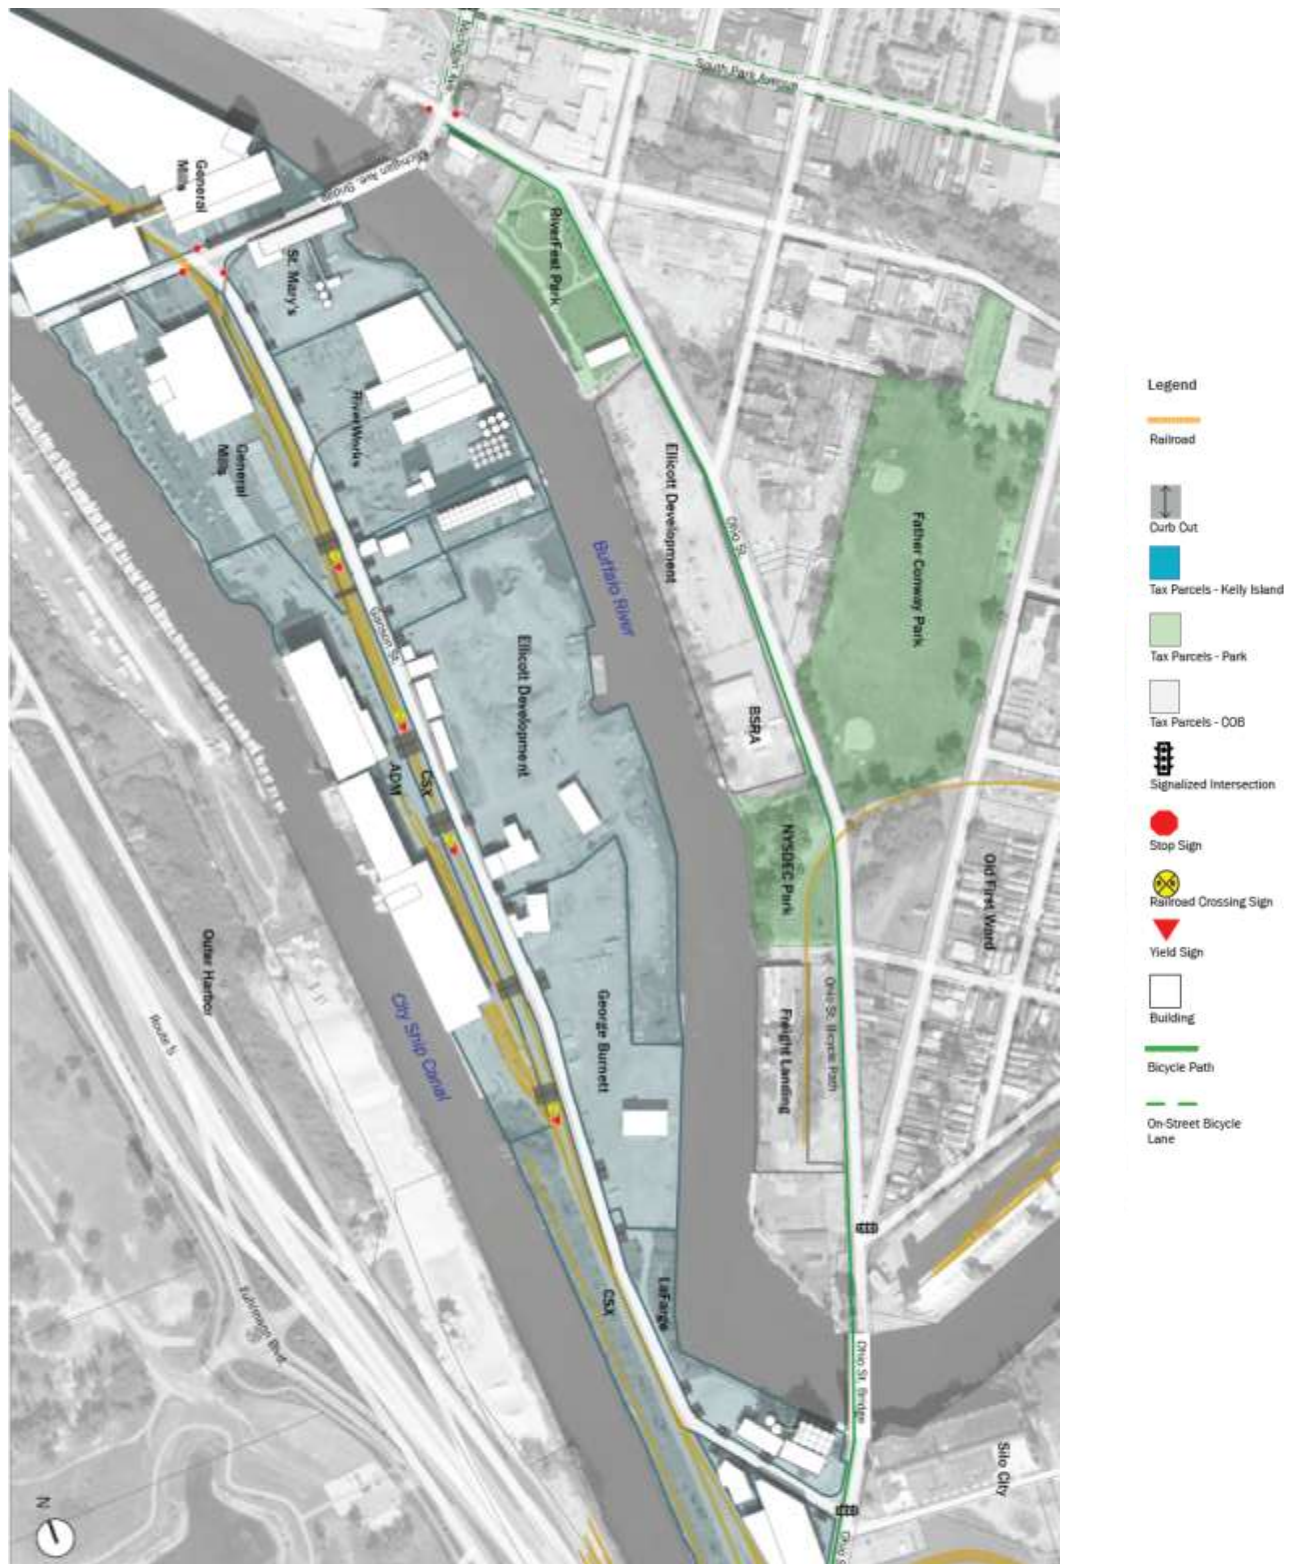 South Park Avenue
Michigan Av.
Michigan Ave. Bridge
General
Mills
St. Mary's
RiverFest Park
RiverWorks
General
Mills
Ellicott Development
Ohio St.
Father Conway Park
Buffalo River
Ganson St.
Ellicott Development
BSRA
CSX
ADM
NYSDEC Park
Old First Ward
Outer Harbor
Route 5
City Ship Canal
George Burnett
Freight Landing
Ohio St. Bicycle Path
CSX
LaFarge
Fuhrmann Blvd.
Ohio St. Bridge
Silo City
Ohio S
N
Legend
Railroad
Curb Cut
Tax Parcels - Kelly Island
Tax Parcels - Park
Tax Parcels - COB
Signalized Intersection
Stop Sign
Railroad Crossing Sign
Yield Sign
Building
Bicycle Path
On-Street Bicycle
Lane